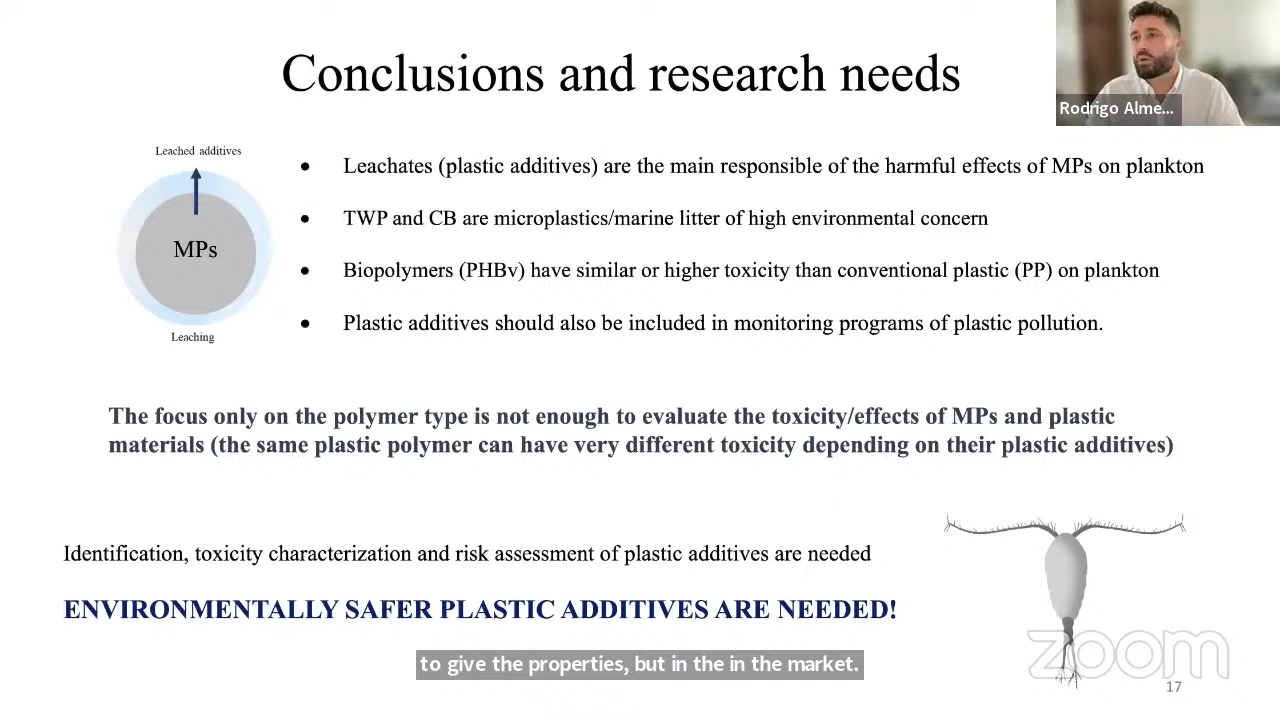 Conclusions and research needs
Rodrigo Alme...
Leached additives
MPs
Leaching
• Leachates (plastic additives) are the main responsible of the harmful effects of MPs on plankton
• TWP and CB are microplastics/marine litter of high environmental concern
• Biopolymers (PHBv) have similar or higher toxicity than conventional plastic (PP) on plankton
• Plastic additives should also be included in monitoring programs of plastic pollution.
The focus only on the polymer type is not enough to evaluate the toxicity/effects of MPs and plastic
materials (the same plastic polymer can have very different toxicity depending on their plastic additives)
Identification, toxicity characterization and risk assessment of plastic additives are needed
ENVIRONMENTALLY SAFER PLASTIC ADDITIVES ARE NEEDED!
to give the properties, but in the in the market.
zoom
17